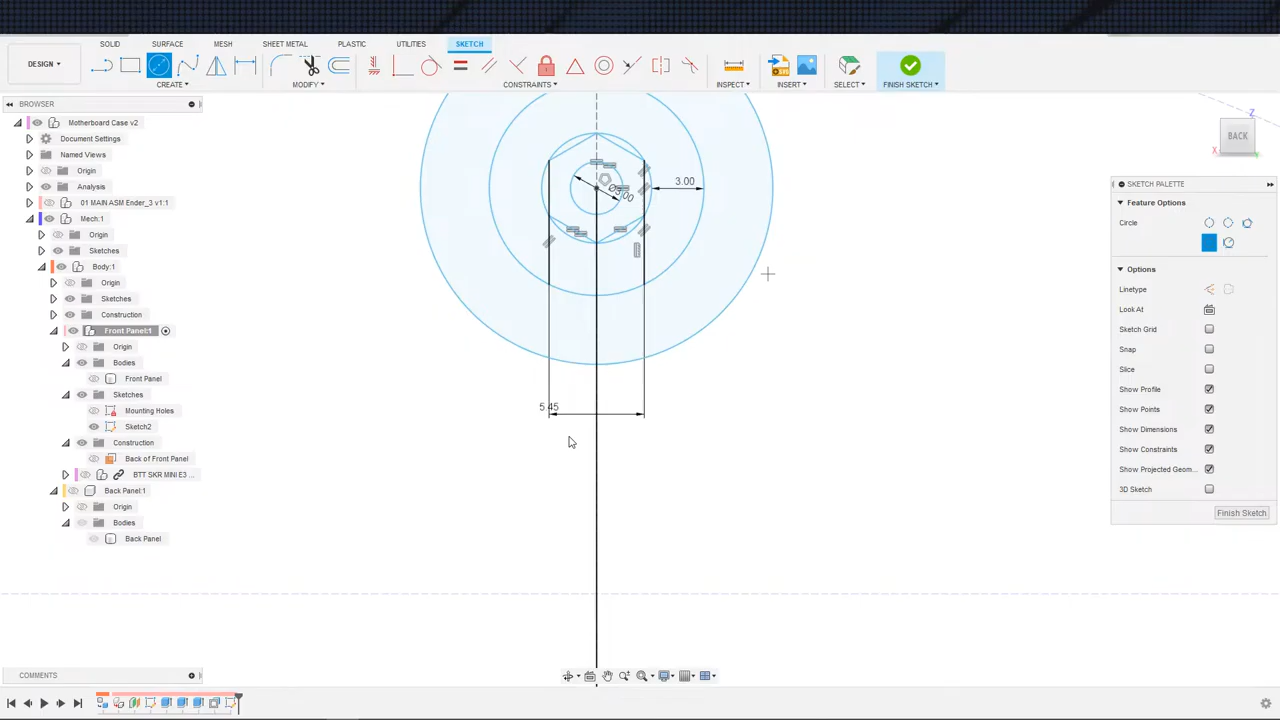 SOLID SURFACE MESH SHEET METAL PLASTIC UTILITIES SKETCH
DESIGN
CREATE MODIFY CONSTRAINTS INSPECT INSERT SELECT FINISH SKETCH
BROWSER
Motherboard Case v2
Document Settings
Named Views
Origin
Analysis
01 MAIN ASM Ender_3 v1:1
Mech:1
Origin
Sketches
Body:1
Origin
Sketches
Construction
Front Panel:1
Origin
Bodies
Front Panel
Sketches
Mounting Holes
Sketch2
Construction
Back of Front Panel
BTT SKR MINI E3 ...
Back Panel:1
Origin
Bodies
Back Panel
COMMENTS
3.00
Ø3.00
5.45
Z
BACK
X
SKETCH PALETTE
Feature Options
Circle
Options
Linetype
Look At
Sketch Grid
Snap
Slice
Show Profile
Show Points
Show Dimensions
Show Constraints
Show Projected Geom...
3D Sketch
Finish Sketch